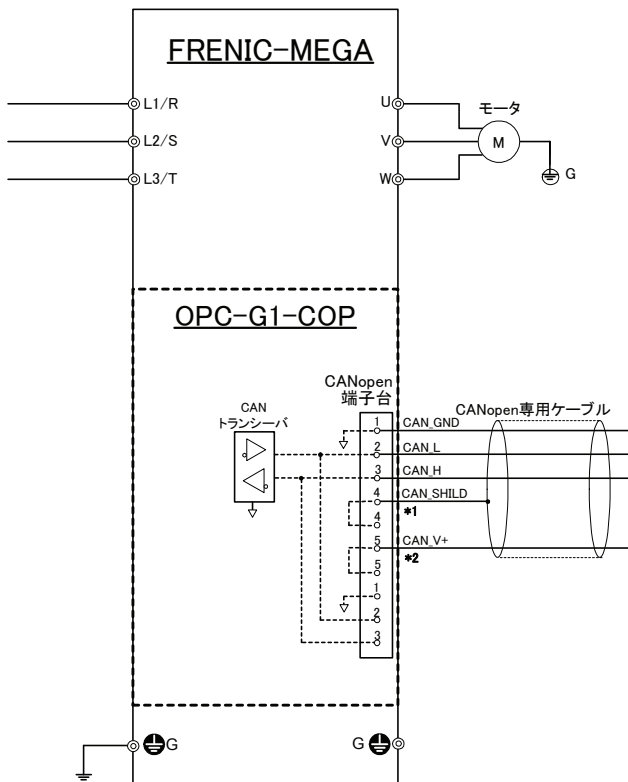 FRENIC-MEGA
L1/R
L2/S
L3/T
U
V
W
モータ
M
G
OPC-G1-COP
CANopen
端子台
CAN
トランシーバ
CANopen専用ケーブル
1
CAN_GND
2
CAN_L
3
CAN_H
4
CAN_SHILD
*1
4
5
CAN_V+
*2
5
1
2
3
G
G